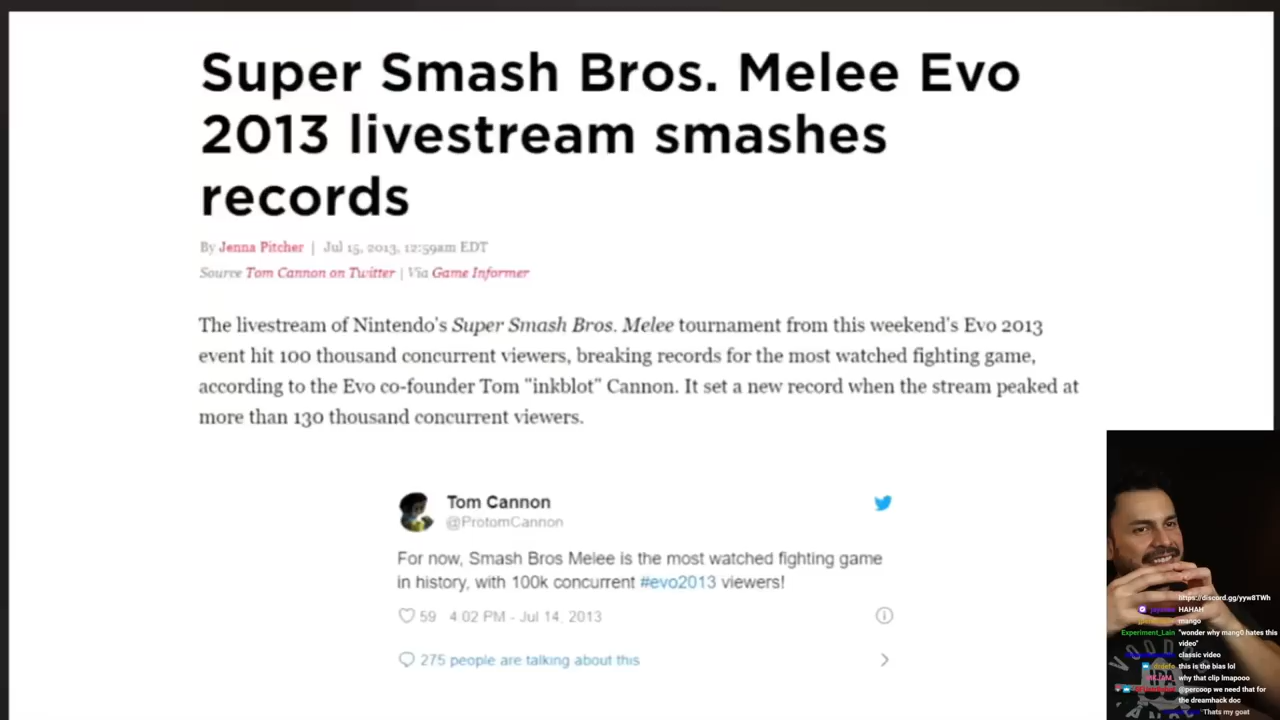 Super Smash Bros. Melee Evo
2013 livestream smashes
records
By Jenna Pitcher | Jul 15, 2013, 12:59am EDT
Source Tom Cannon on Twitter | Via Game Informer
The livestream of Nintendo's Super Smash Bros. Melee tournament from this weekend's Evo 2013
event hit 100 thousand concurrent viewers, breaking records for the most watched fighting game,
according to the Evo co-founder Tom "inkblot" Cannon. It set a new record when the stream peaked at
more than 130 thousand concurrent viewers.
Tom Cannon
@ProtomCannon
For now, Smash Bros Melee is the most watched fighting game
in history, with 100k concurrent #evo2013 viewers!
59 4:02 PM - Jul 14, 2013
275 people are talking about this
https://discord.gg/yyw8TWh
HAHAH
mango
Experiment_Lain "wonder why mang0 hates this
video"
classic video
this is the bias lol
why that clip lmapooo
@percoop we need that for
the dreamhack doc
"Thats my goat